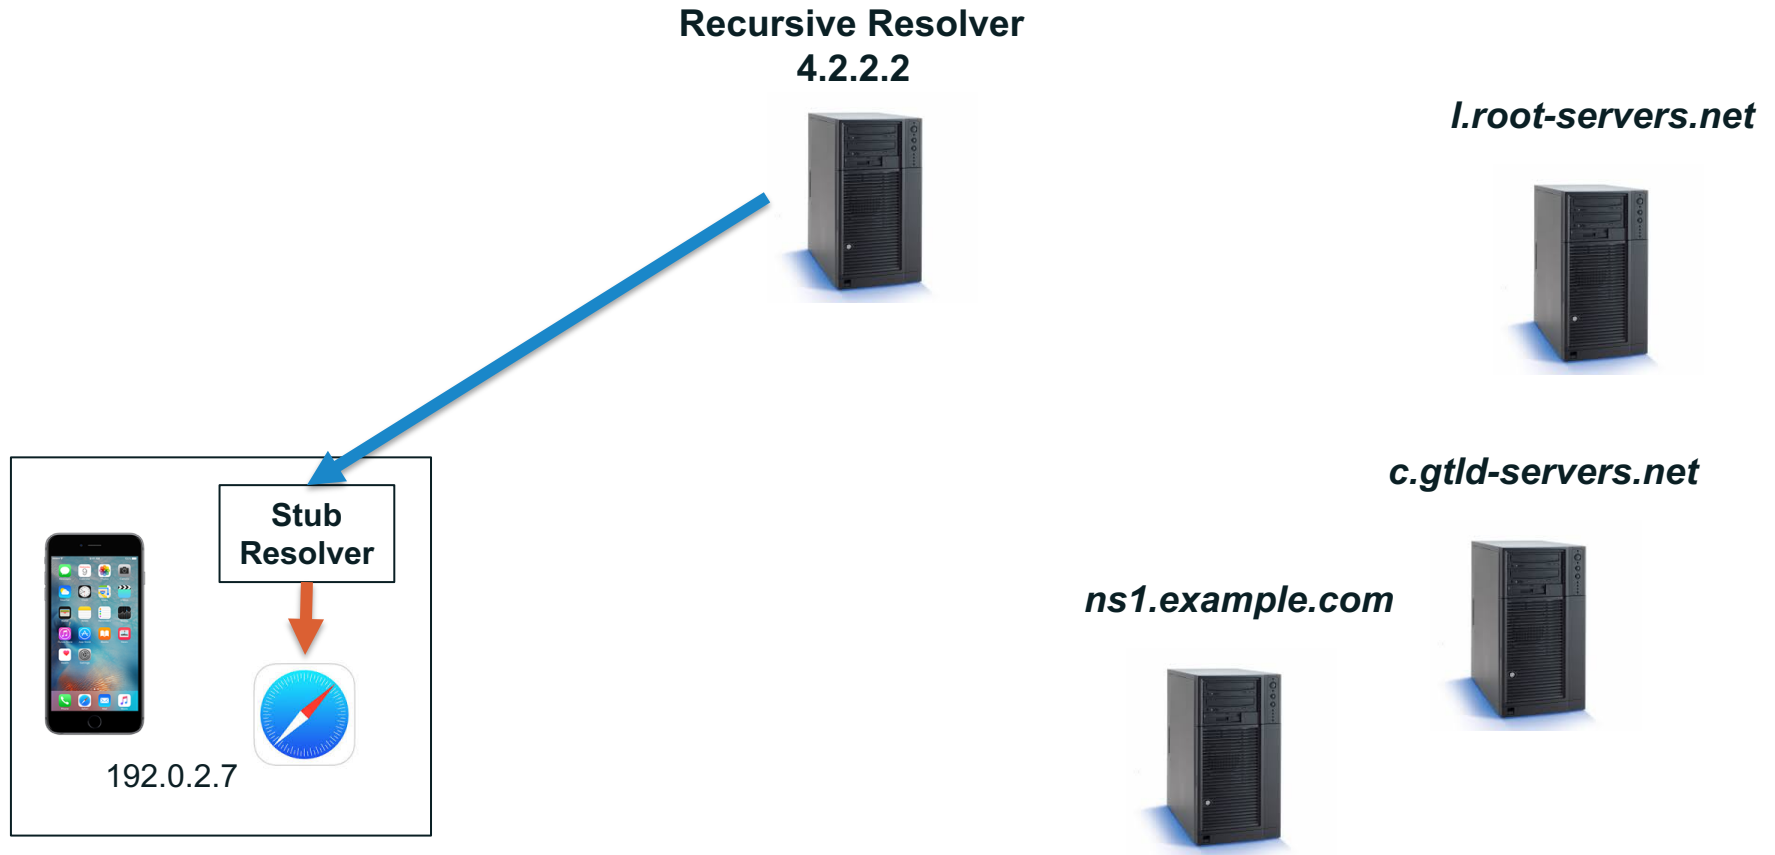 Recursive Resolver
4.2.2.2
l.root-servers.net
c.gtld-servers.net
Stub
Resolver
ns1.example.com
192.0.2.7